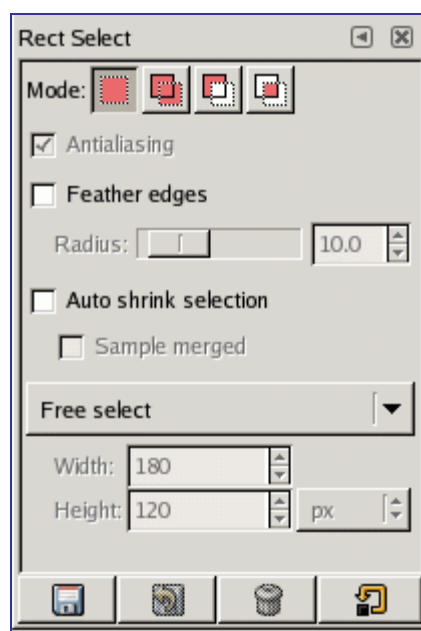 Rect Select
Mode:
Antialiasing
Feather edges
Radius: 10.0
Auto shrink selection
Sample merged
Free select
Width: 180
Height: 120 px